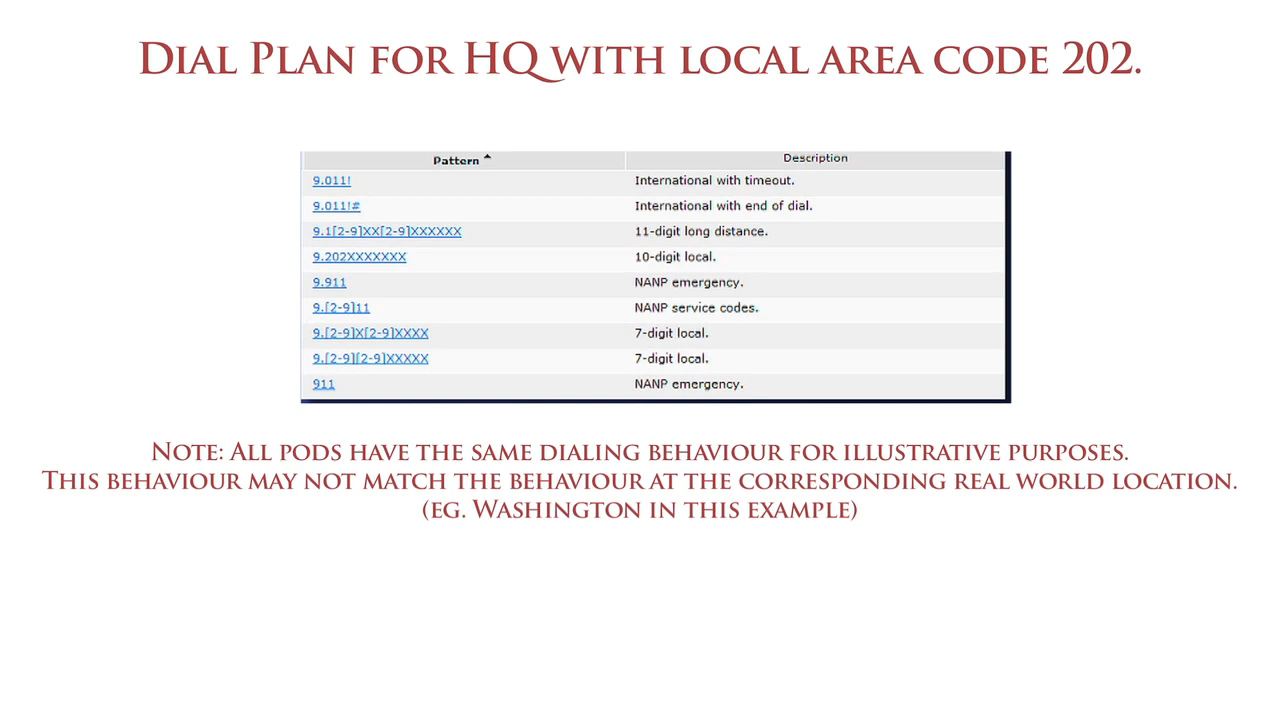 Dial Plan for HQ with local area code 202.
Pattern Description
9.011! International with timeout.
9.011!# International with end of dial.
9.1[2-9]XX[2-9]XXXXXX 11-digit long distance.
9.202XXXXXXX 10-digit local.
9.911 NANP emergency.
9.[2-9]11 NANP service codes.
9.[2-9]X[2-9]XXXX 7-digit local.
9.[2-9][2-9]XXXXX 7-digit local.
911 NANP emergency.
Note: All pods have the same dialing behaviour for illustrative purposes.
This behaviour may not match the behaviour at the corresponding real world location.
(eg. Washington in this example)